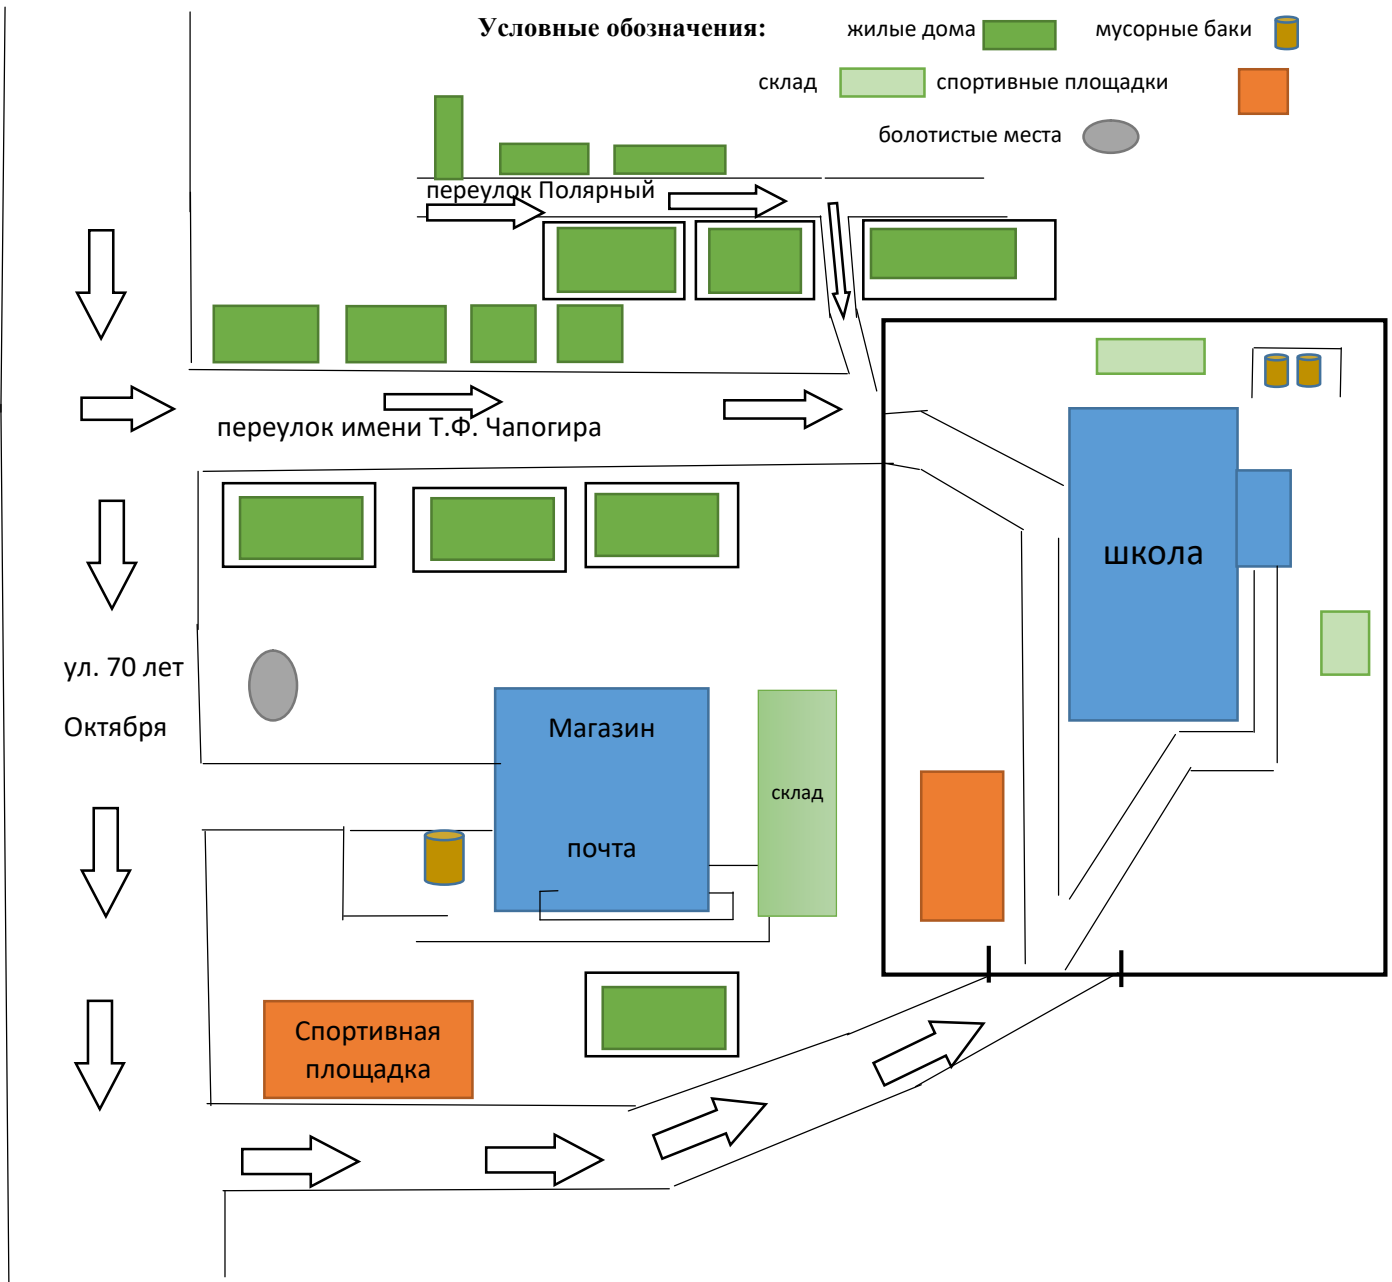 Условные обозначения: жилые дома мусорные баки
склад спортивные площадки
болотистые места
переулок Полярный
переулок имени Т.Ф. Чапогира
школа
ул. 70 лет
Октября
Магазин
склад
почта
Спортивная
площадка